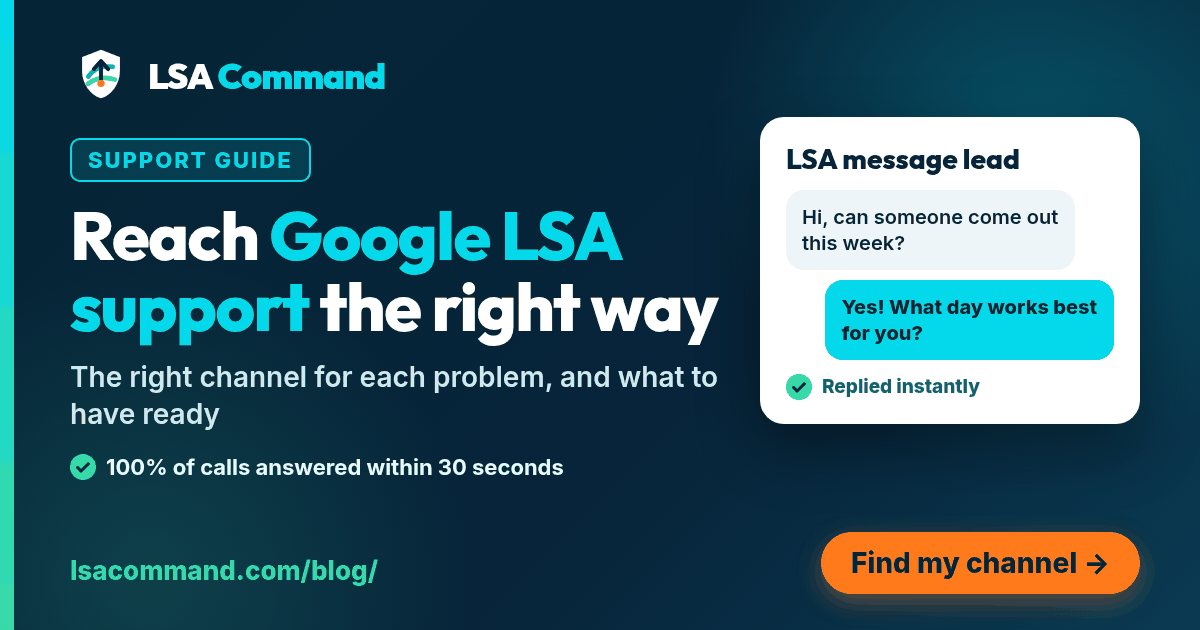 LSA Command
SUPPORT GUIDE
Reach Google LSA
support the right way
The right channel for each problem, and what to
have ready
100% of calls answered within 30 seconds
lsacommand.com/blog/
LSA message lead
Hi, can someone come out
this week?
Yes! What day works best
for you?
Replied instantly
Find my channel →